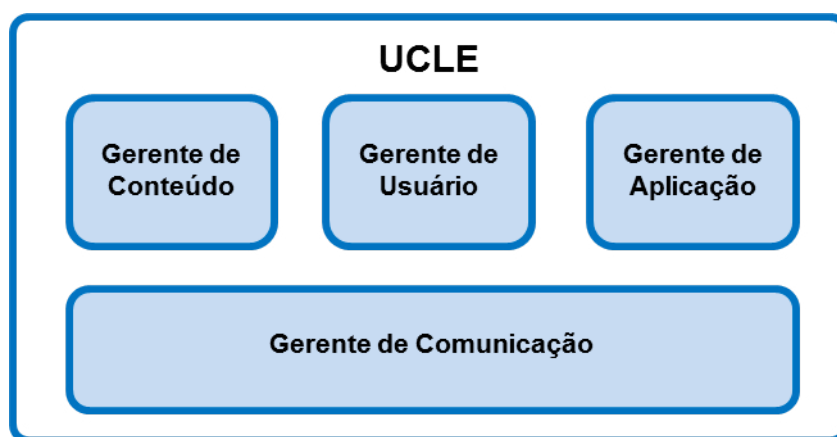 UCLE
Gerente de
Conteúdo
Gerente de
Usuário
Gerente de
Aplicação
Gerente de Comunicação